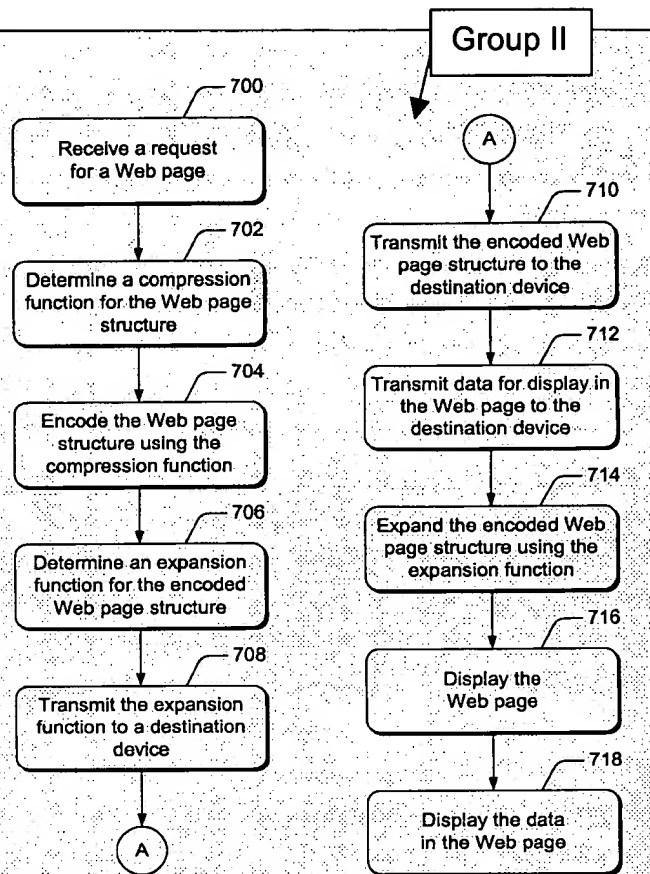 Group II
700
Receive a request
for a Web page
702
Determine a compression
function for the Web page
structure
704
Encode the Web page
structure using the
compression function
706
Determine an expansion
function for the encoded
Web page structure
708
Transmit the expansion
function to a destination
device
A
A
710
Transmit the encoded Web
page structure to the
destination device
712
Transmit data for display in
the Web page to the
destination device
714
Expand the encoded Web
page structure using the
expansion function
716
Display the
Web page
718
Display the data
in the Web page